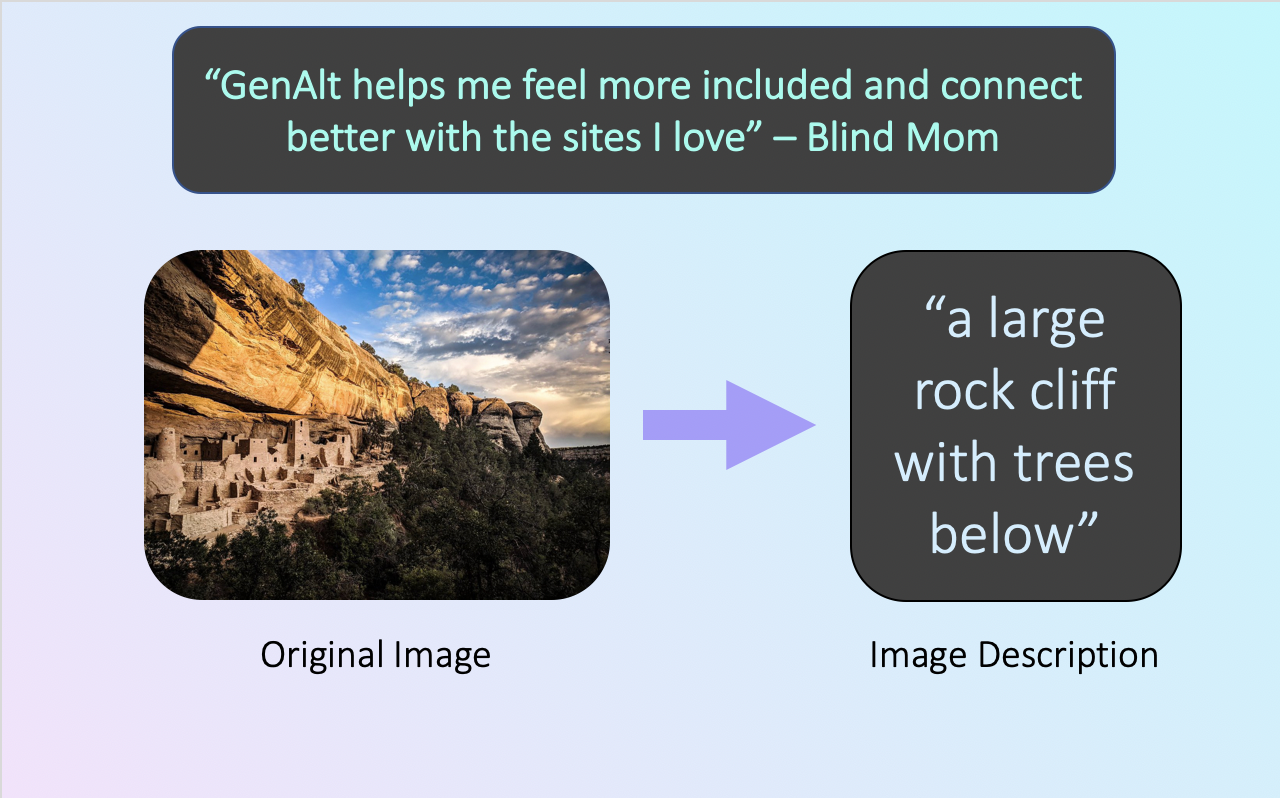 “GenAlt helps me feel more included and connect
better with the sites I love” – Blind Mom
“a large
rock cliff
with trees
below”
Original Image
Image Description